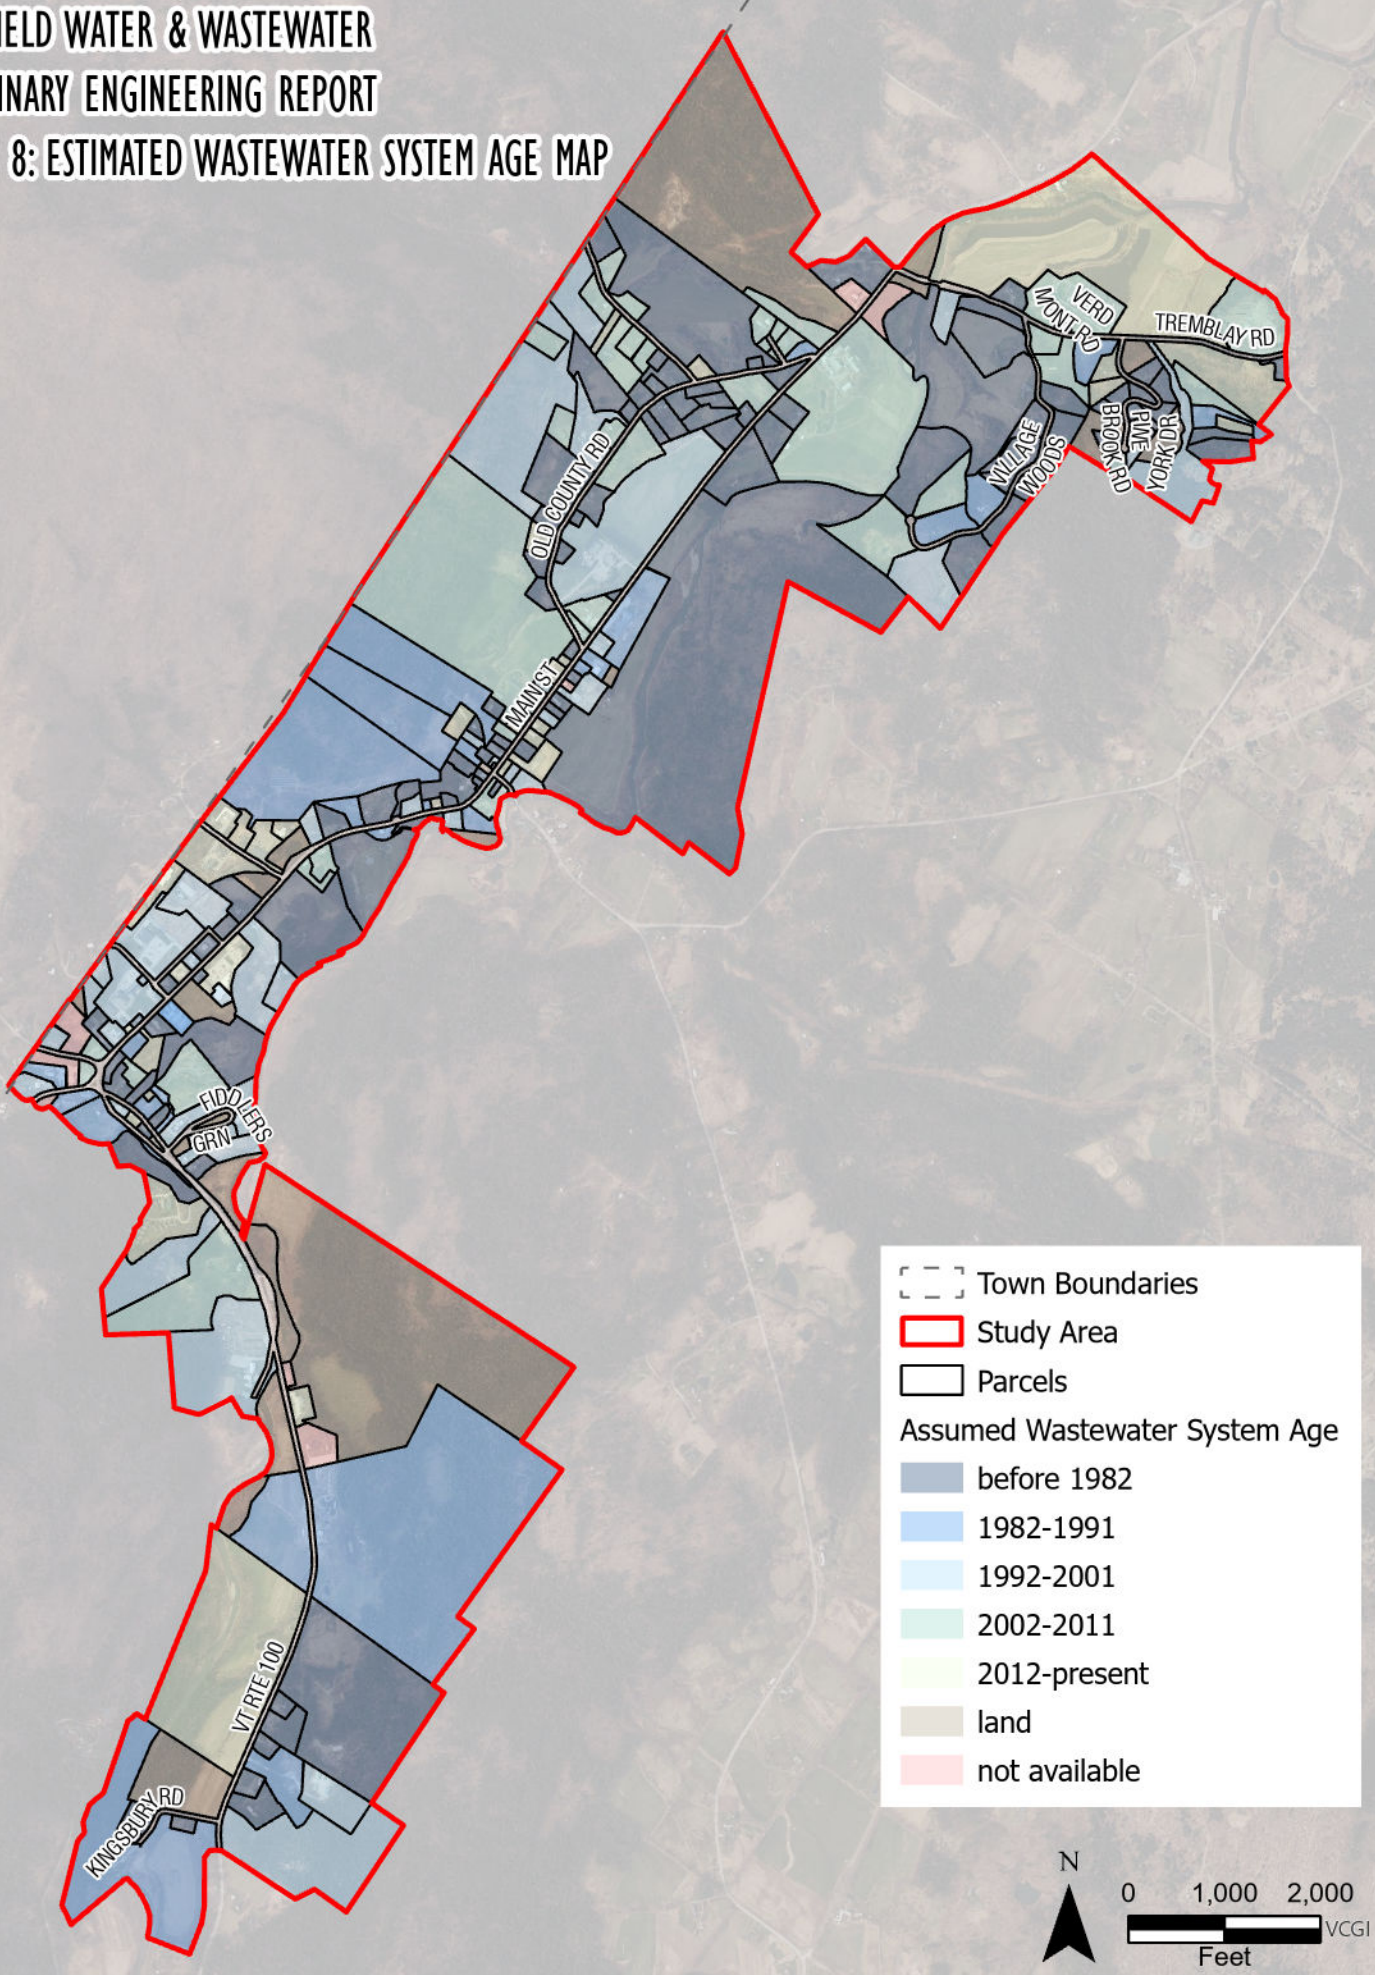 IELD WATER & WASTEWATER
INARY ENGINEERING REPORT
8: ESTIMATED WASTEWATER SYSTEM AGE MAP
VERD
MONT RD
TREMBLAY RD
VILLAGE
WOODS
BROOK RD
PINE
YORK DR
OLD COUNTY RD
MAIN ST
FIDDLERS
GRN
VT RTE 100
KINGSBURY RD
Town Boundaries
Study Area
Parcels
Assumed Wastewater System Age
before 1982
1982-1991
1992-2001
2002-2011
2012-present
land
not available
N
0 1,000 2,000
VCGI
Feet